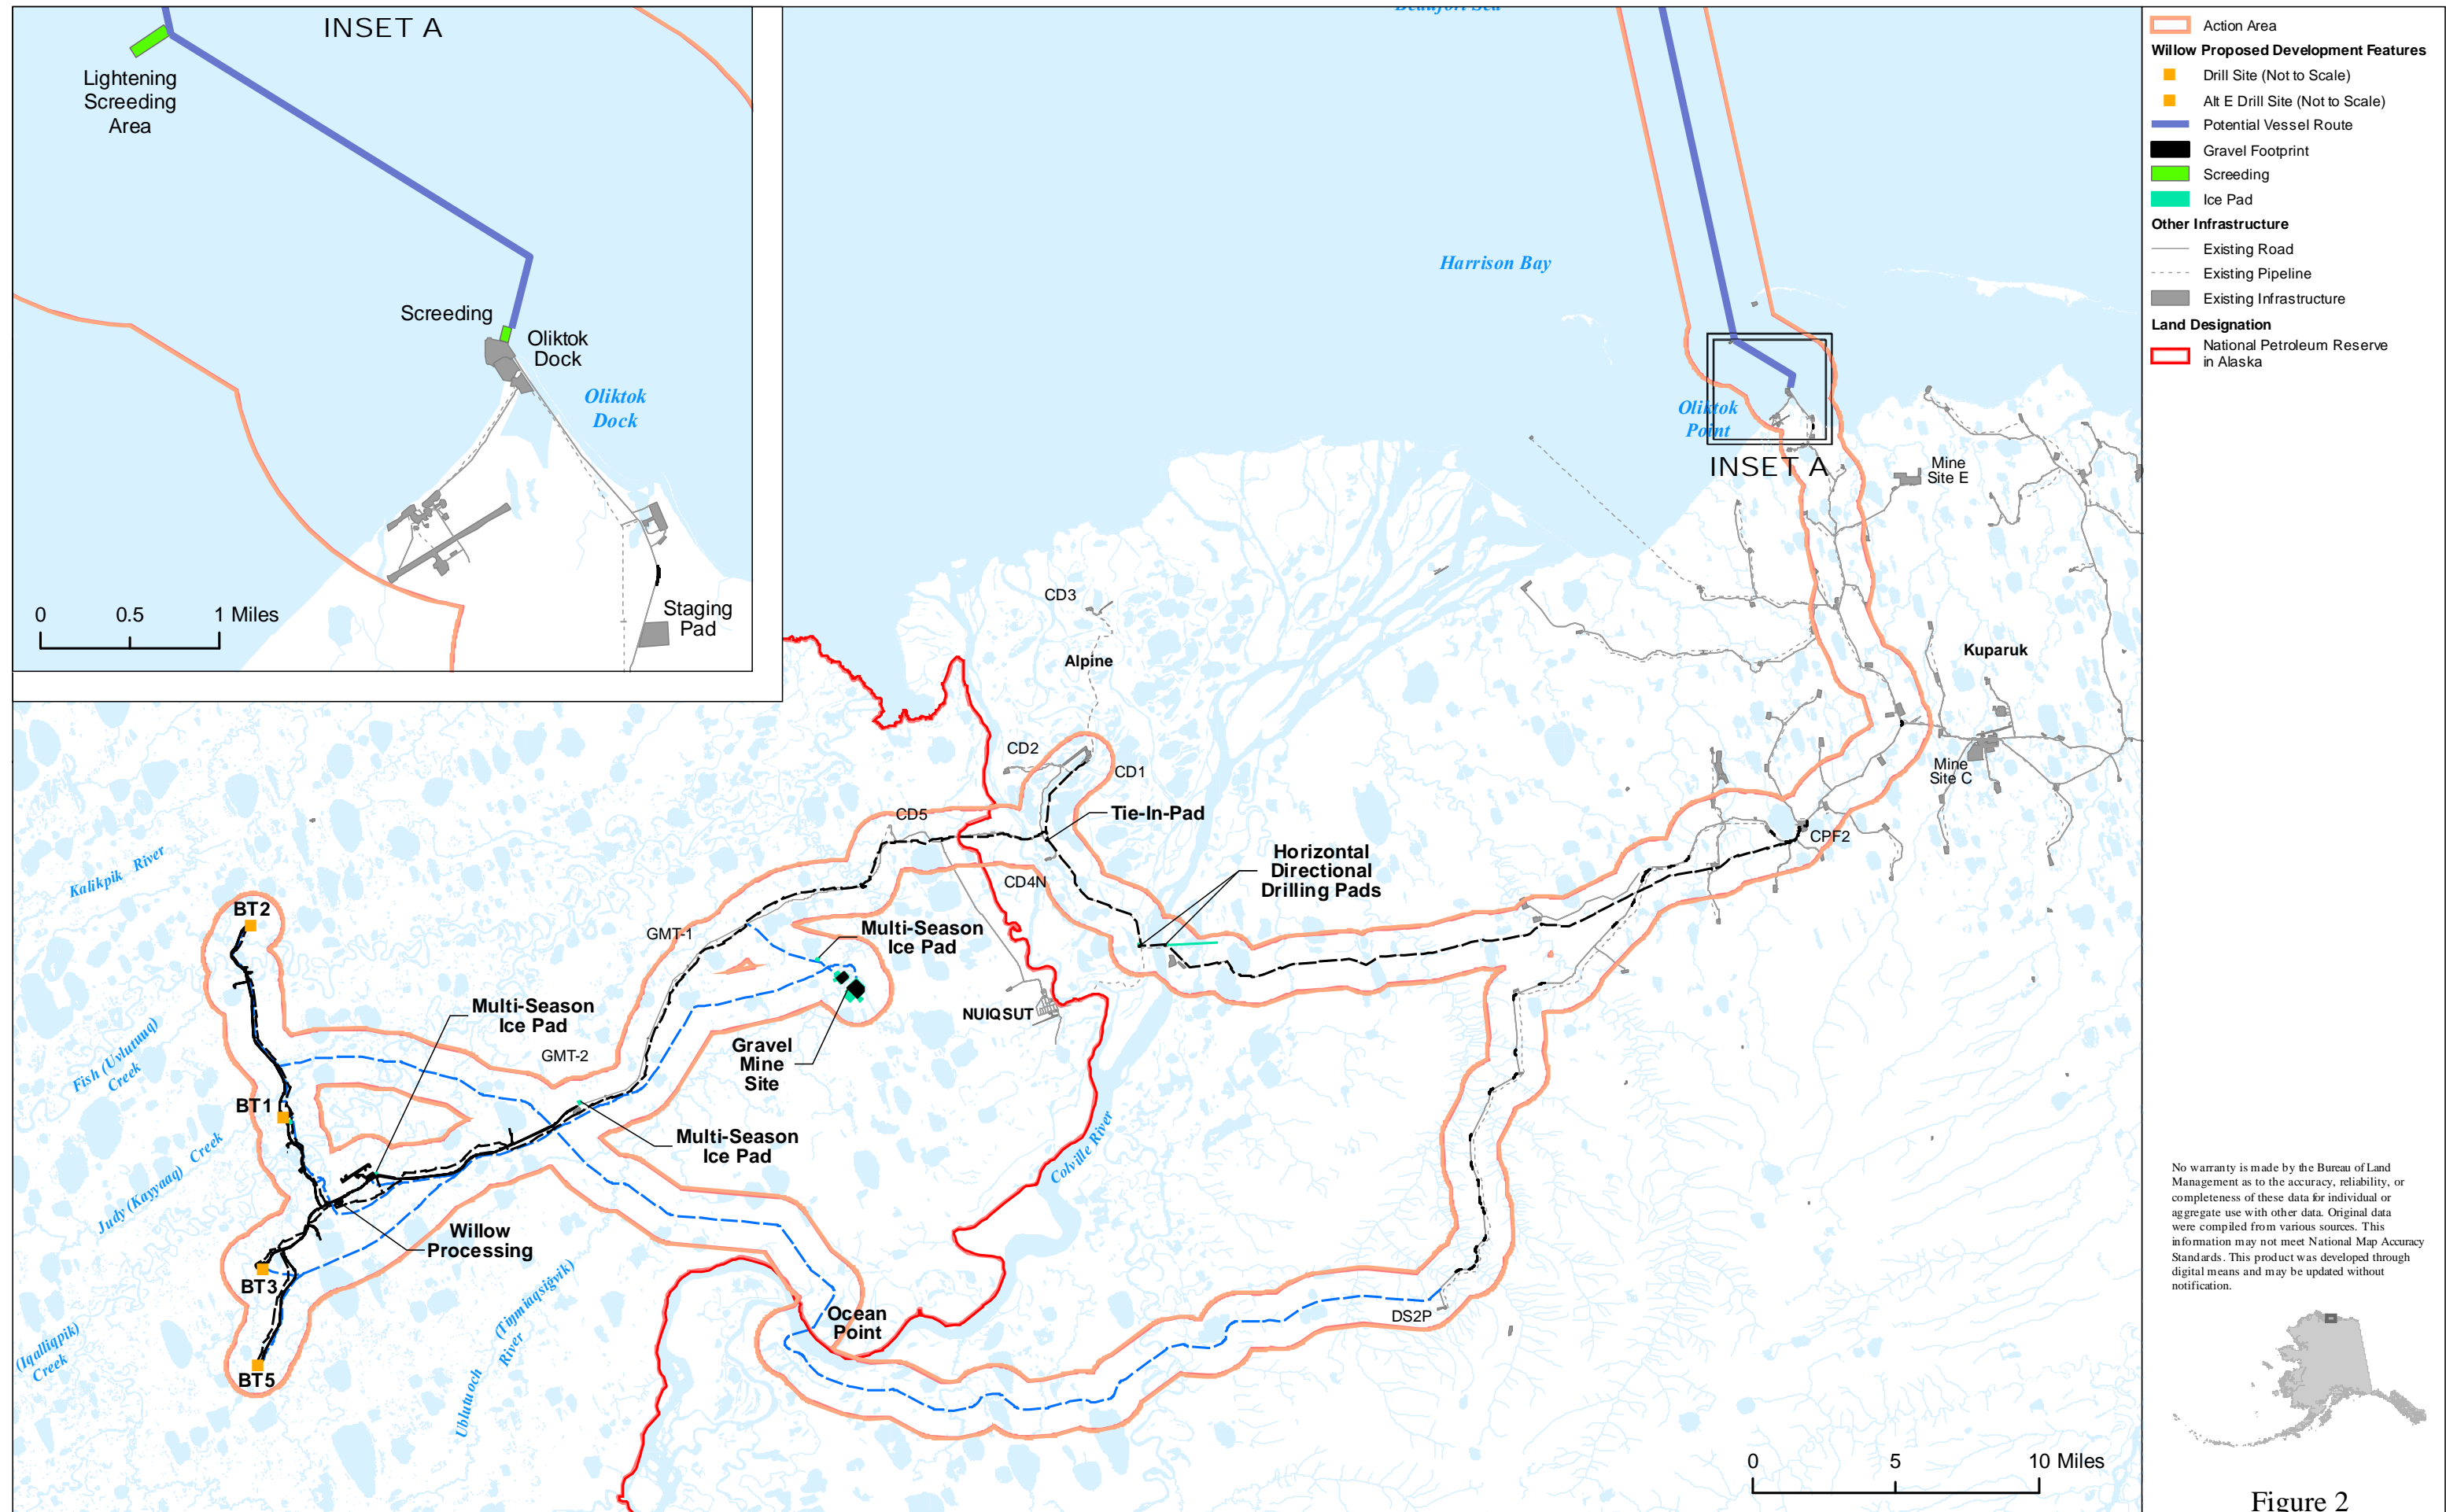 INSET A
Lightening
Screeding
Area
Screeding
Oliktok
Dock
Oliktok
Dock
Staging
Pad
0 0.5 1 Miles
Beaufort Sea
Harrison Bay
Oliktok
Point
INSET A
Mine
Site E
Kuparuk
Mine
Site C
CPF2
CD3
Alpine
CD2
CD1
CD5
Tie-In-Pad
CD4N
Horizontal
Directional
Drilling Pads
Kalikpik River
BT2
GMT-1
Multi-Season
Ice Pad
Multi-Season
Ice Pad
NUIQSUT
GMT-2
Gravel
Mine
Site
Fish (Uvlutuuq)
Creek
BT1
Multi-Season
Ice Pad
Judy (Kayyaaq) Creek
Colville River
Willow
Processing
BT3
Ublutuoch (Tiŋmiaqsiġvik)
River
Ocean
Point
DS2P
(Iqalliqpik)
Creek
BT5
0 5 10 Miles
Action Area
Willow Proposed Development Features
Drill Site (Not to Scale)
Alt E Drill Site (Not to Scale)
Potential Vessel Route
Gravel Footprint
Screeding
Ice Pad
Other Infrastructure
Existing Road
Existing Pipeline
Existing Infrastructure
Land Designation
National Petroleum Reserve
in Alaska
No warranty is made by the Bureau of Land
Management as to the accuracy, reliability, or
completeness of these data for individual or
aggregate use with other data. Original data
were compiled from various sources. This
information may not meet National Map Accuracy
Standards. This product was developed through
digital means and may be updated without
notification.
Figure 2